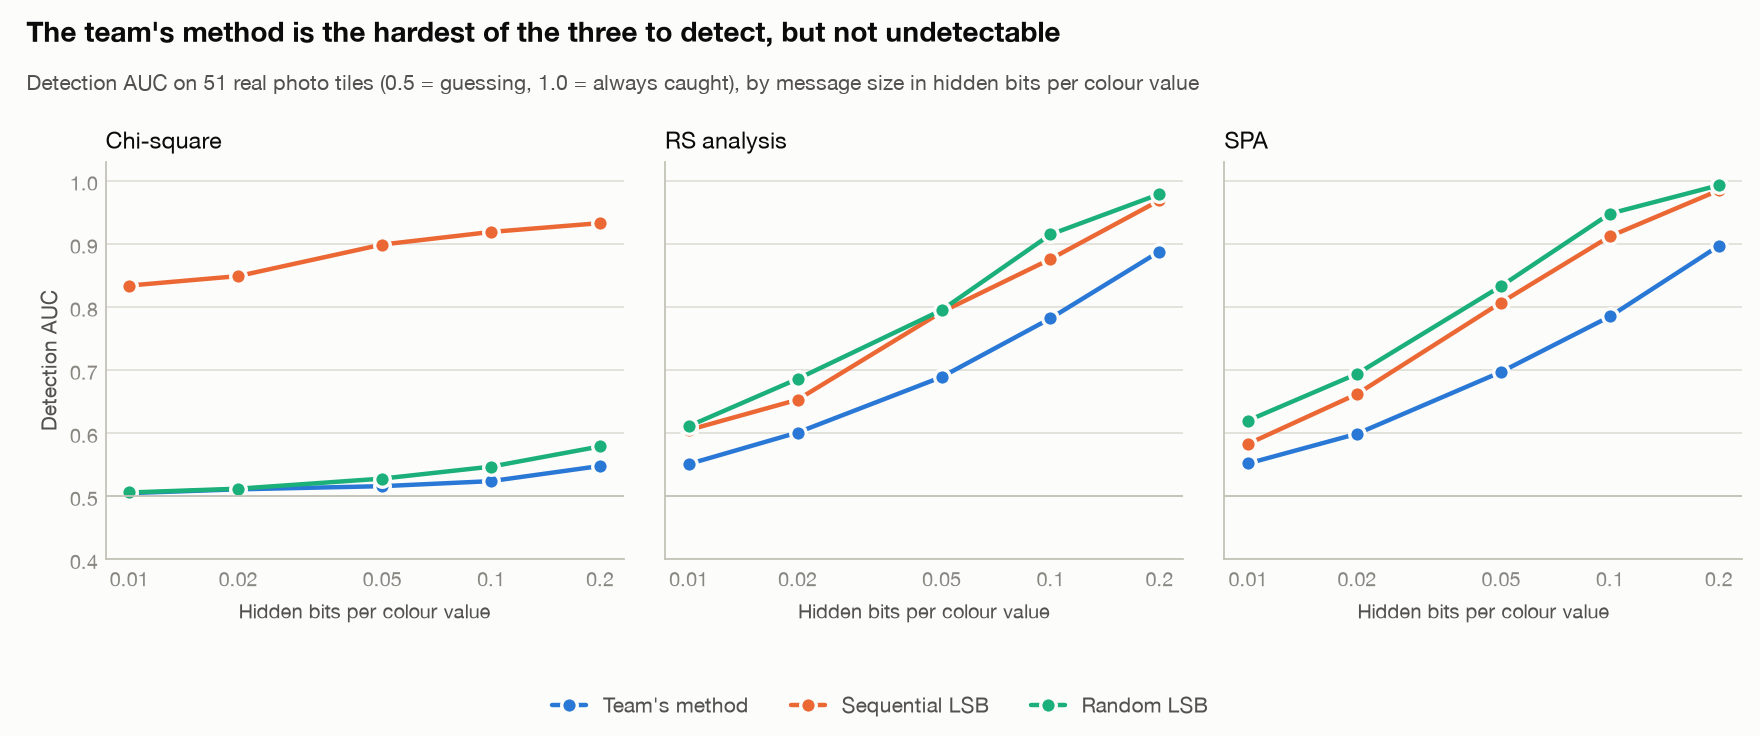 The team's method is the hardest of the three to detect, but not undetectable
Detection AUC on 51 real photo tiles (0.5 = guessing, 1.0 = always caught), by message size in hidden bits per colour value
Chi-square
RS analysis
SPA
Detection AUC
1.0
0.9
0.8
0.7
0.6
0.5
0.4
0.01 0.02 0.05 0.1 0.2
0.01 0.02 0.05 0.1 0.2
0.01 0.02 0.05 0.1 0.2
Hidden bits per colour value
Hidden bits per colour value
Hidden bits per colour value
Team's method
Sequential LSB
Random LSB